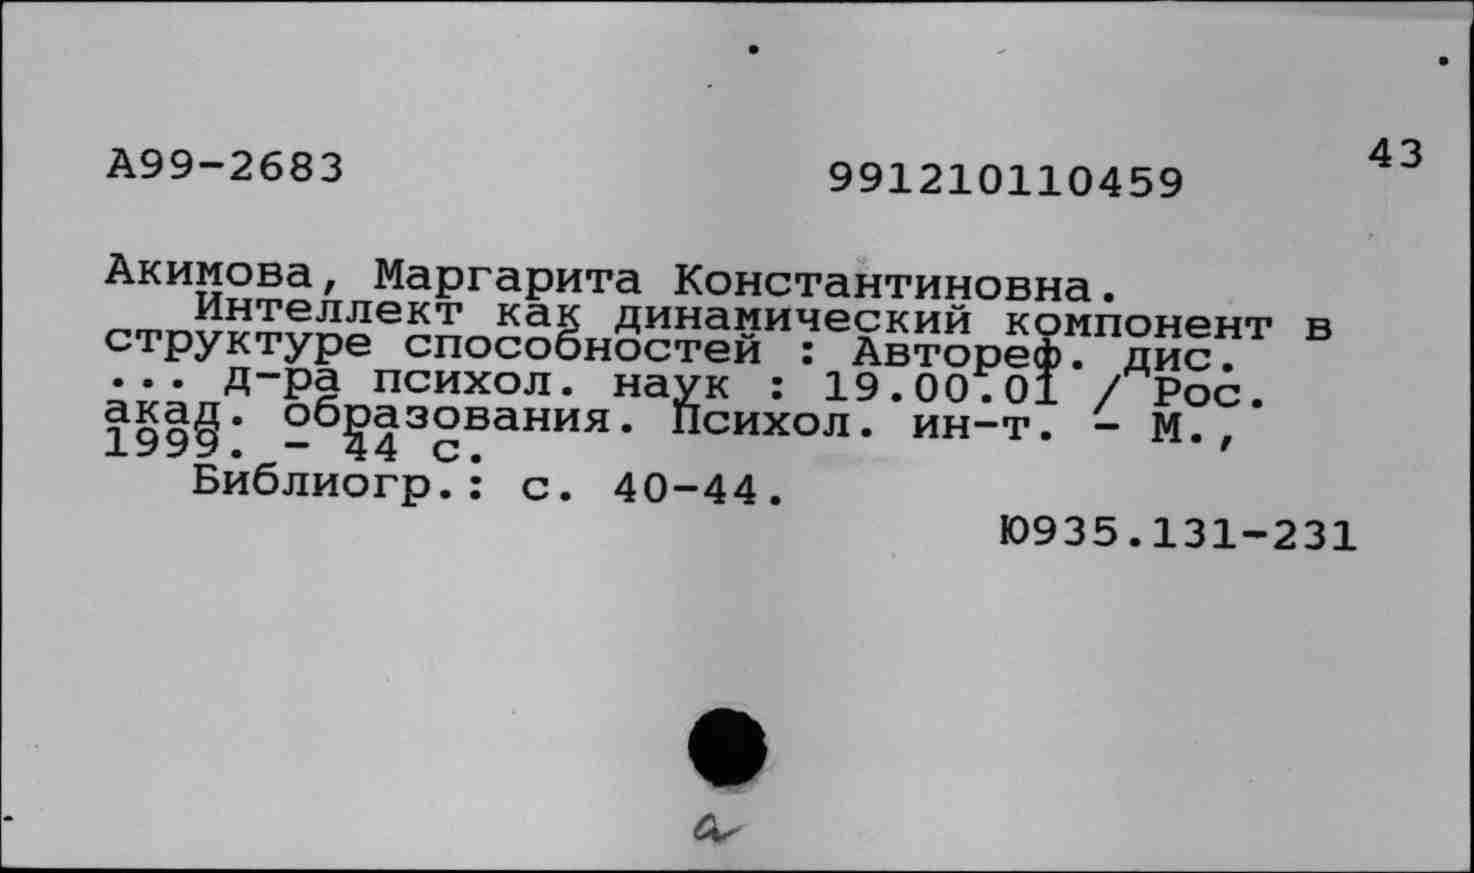 А99-2683
991210110459
43
Акимова, Маргарита Константиновна.
Интеллект как динамический компонент в
структуре способностей : Автореф. дис.
... д-ра психол. наук : 19.00.01 / Рос.
акад. образования. Психол. ин-т. - М.,
1999. - 44 с.
Библиогр.: с. 40-44.
Ю935.131-231